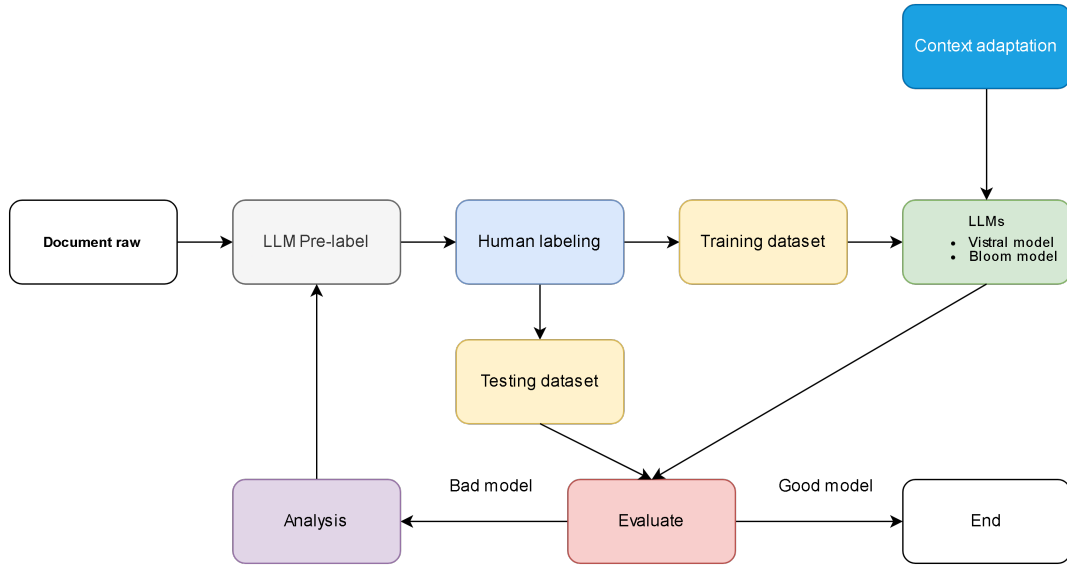 Context adaptation
Document raw
LLM Pre-label
Human labeling
Training dataset
LLMs
• Vistral model
• Bloom model
Testing dataset
Bad model
Good model
Analysis
Evaluate
End